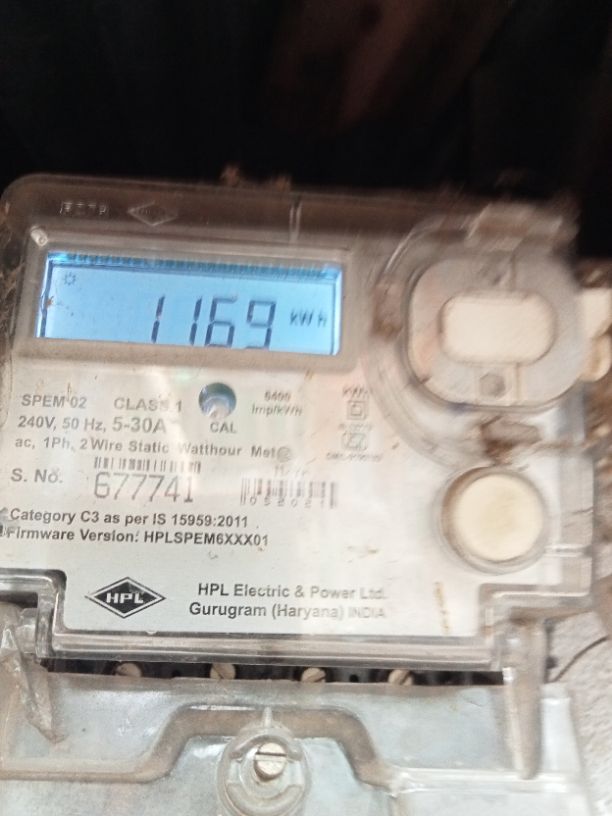 1169 kWh
SPEM 02 CLASS 1
240V, 50 Hz, 5-30A CAL Imp/kWh
ac, 1Ph, 2 Wire Static Watthour
S. No. 677741
Category C3 as per IS 15959:2011
Firmware Version: HPLSPEM6XXX01
HPL HPL Electric & Power Ltd.
Gurugram (Haryana) INDIA